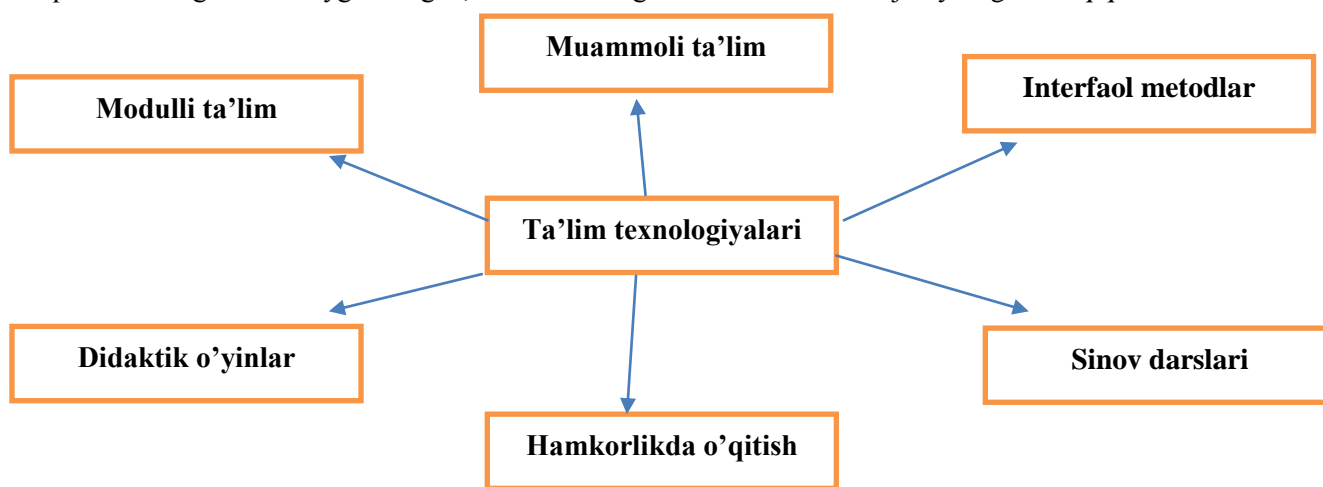 Muammoli ta’lim
Interfaol metodlar
Modulli ta’lim
Ta’lim texnologiyalari
Didaktik o’yinlar
Sinov darslari
Hamkorlikda o’qitish